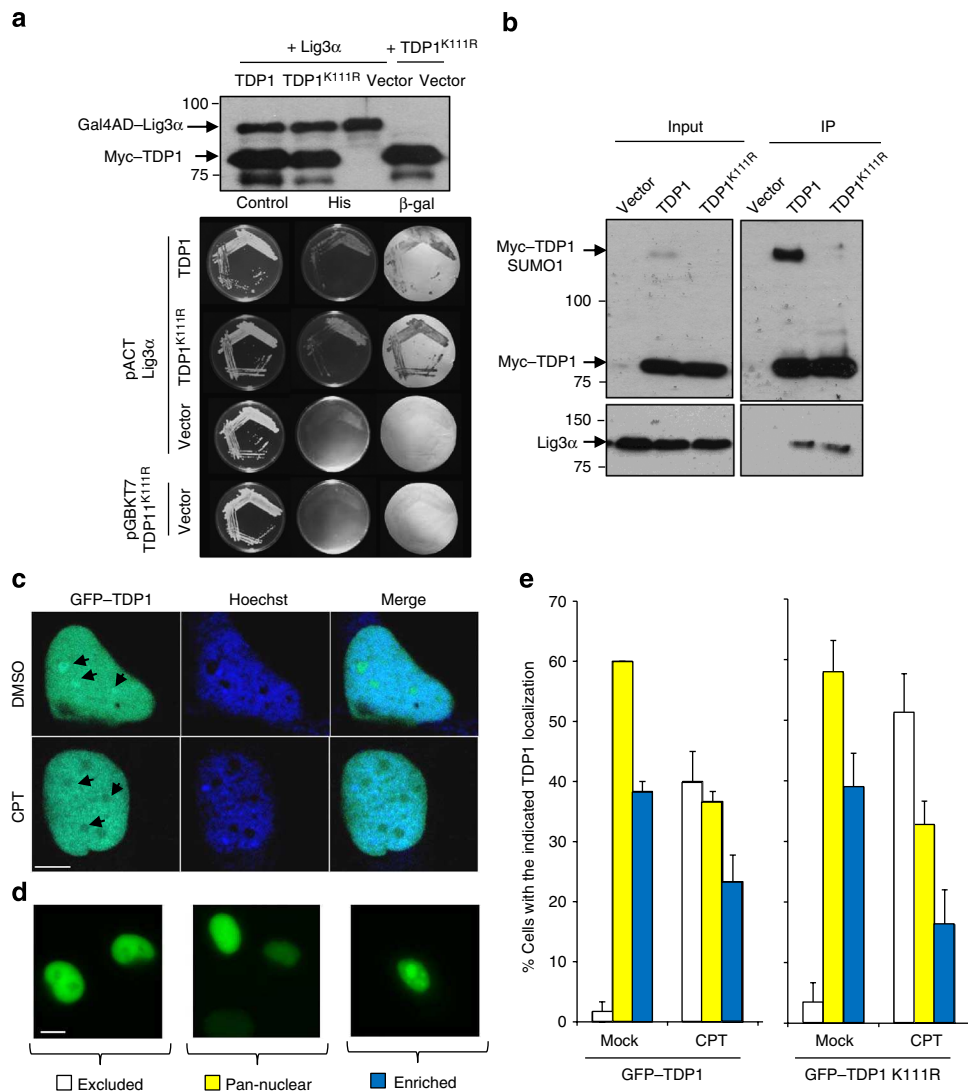 a
+ Lig3α
+ TDP1K111R
TDP1 TDP1K111R Vector Vector
100
Gal4AD–Lig3α
Myc–TDP1
75
Control His β-gal
pACT
Lig3α
TDP1
TDP1K111R
Vector
pGBKT7
TDP11K111R
Vector
b
Input IP
Vector TDP1 TDP1K111R Vector TDP1 TDP1K111R
Myc–TDP1
SUMO1
100
Myc–TDP1
75
150
Lig3α
75
c
GFP–TDP1 Hoechst Merge
DMSO
CPT
d
Excluded Pan-nuclear Enriched
e
% Cells with the indicated TDP1 localization
70
60
50
40
30
20
10
0
Mock CPT Mock CPT
GFP–TDP1 GFP–TDP1 K111R